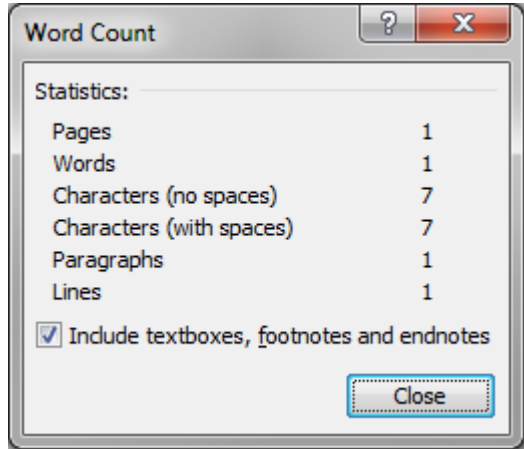 Word Count
Statistics:
Pages 1
Words 1
Characters (no spaces) 7
Characters (with spaces) 7
Paragraphs 1
Lines 1
Include textboxes, footnotes and endnotes
Close